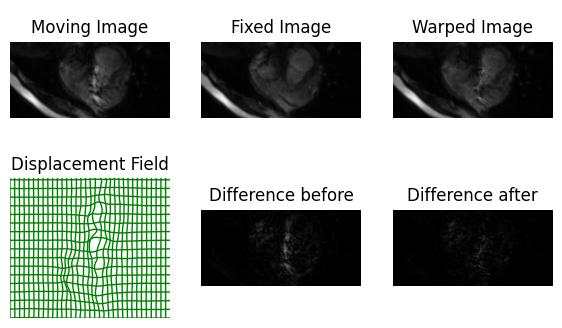 Moving Image
Fixed Image
Warped Image
Displacement Field
Difference before
Difference after